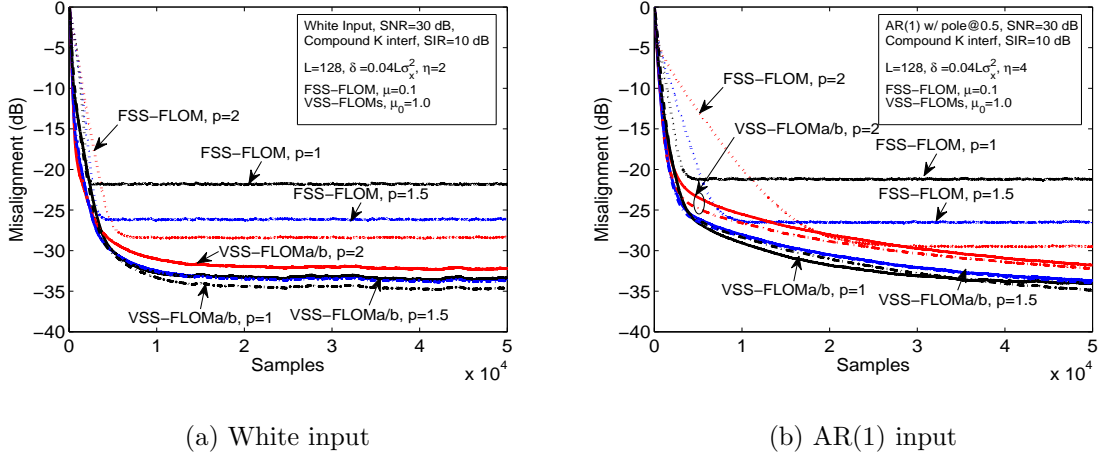 White Input, SNR=30 dB,
Compound K interf, SIR=10 dB
L=128, δ=0.04Lσ²ₓ, η=2
FSS−FLOM, μ=0.1
VSS−FLOMs, μ₀=1.0
FSS−FLOM, p=2
FSS−FLOM, p=1
FSS−FLOM, p=1.5
VSS−FLOMa/b, p=2
VSS−FLOMa/b, p=1
VSS−FLOMa/b, p=1.5
Misalignment (dB)
0
−5
−10
−15
−20
−25
−30
−35
−40
0 1 2 3 4 5
Samples
x 10⁴
(a) White input
AR(1) w/ pole@0.5, SNR=30 dB
Compound K interf, SIR=10 dB
L=128, δ=0.04Lσ²ₓ, η=4
FSS−FLOM, μ=0.1
VSS−FLOMs, μ₀=1.0
FSS−FLOM, p=2
VSS−FLOMa/b, p=2
FSS−FLOM, p=1
FSS−FLOM, p=1.5
VSS−FLOMa/b, p=1
VSS−FLOMa/b, p=1.5
Misalignment (dB)
0
−5
−10
−15
−20
−25
−30
−35
−40
0 1 2 3 4 5
Samples
x 10⁴
(b) AR(1) input